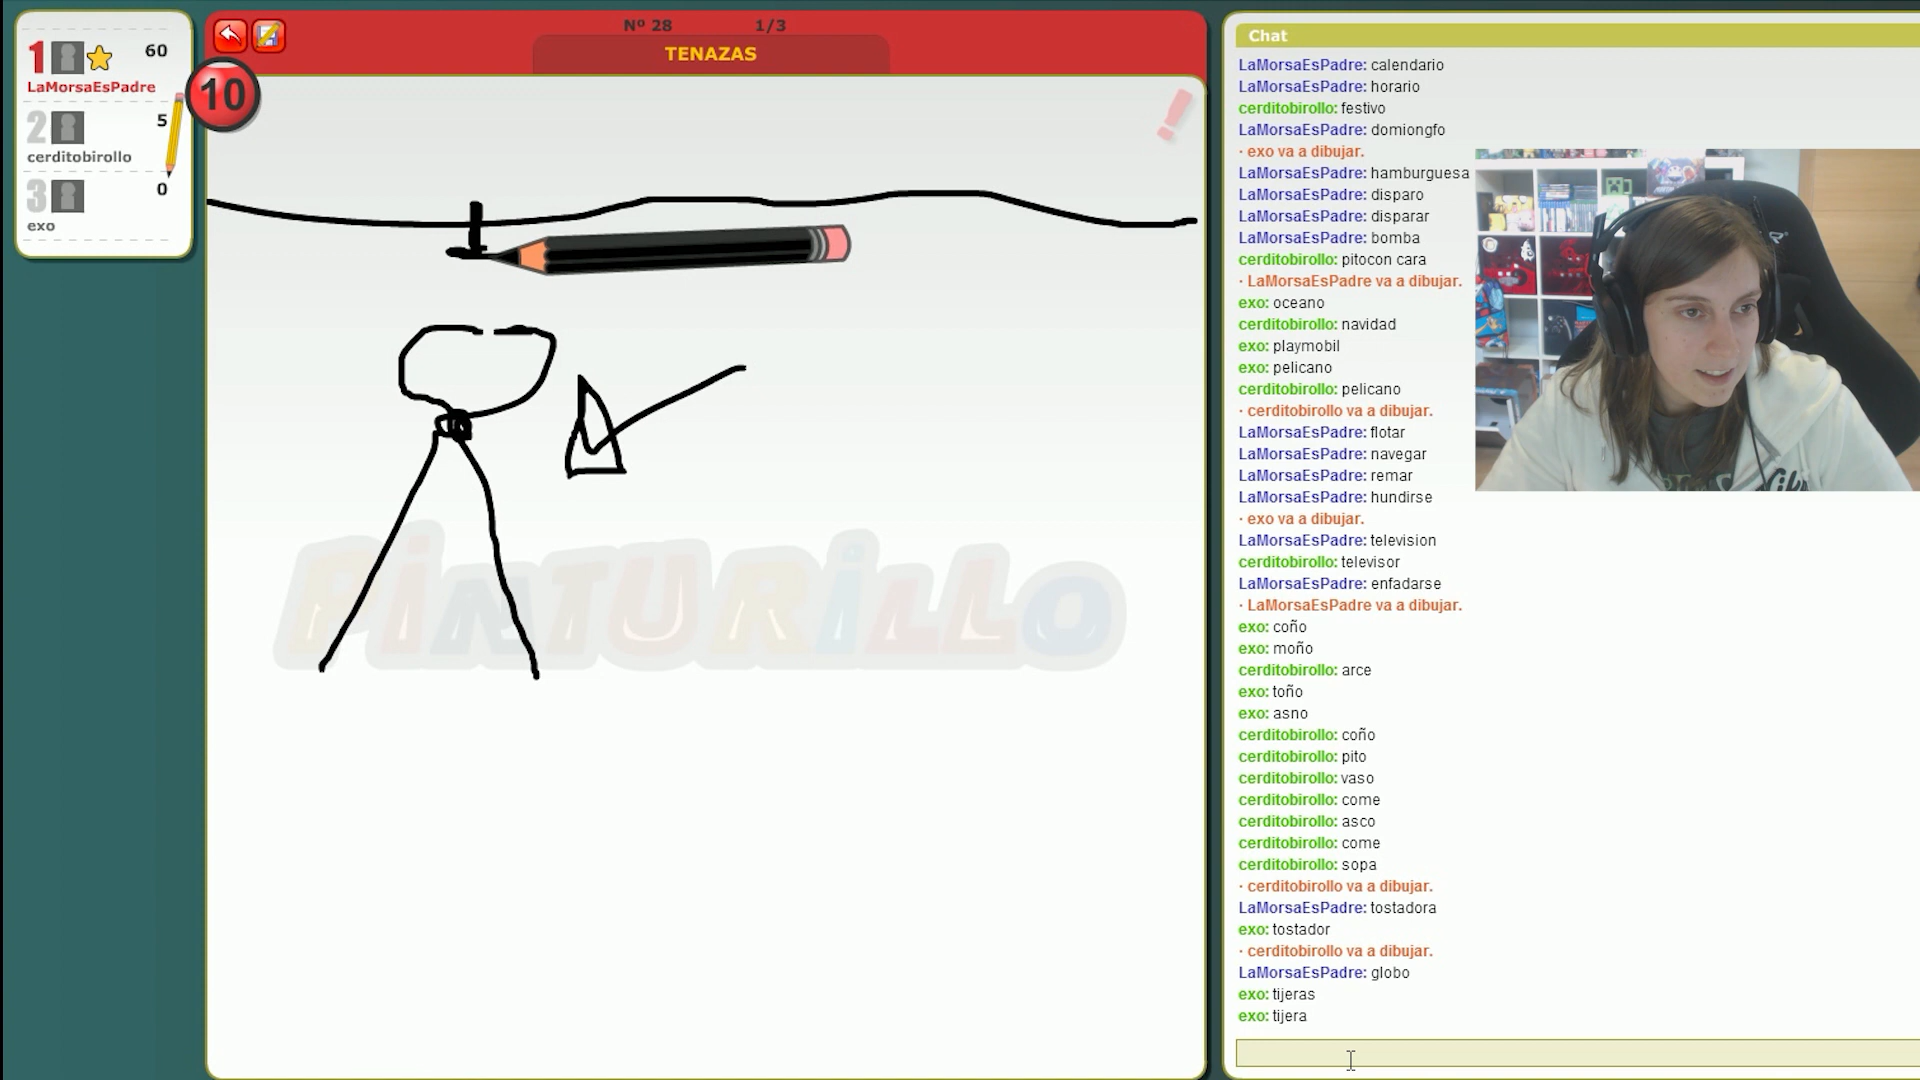 1
60
LaMorsaEsPadre
2
5
cerditobirollo
3
0
exo
10
Nº 28 1/3
TENAZAS
PINTURILLO
Chat
LaMorsaEsPadre: calendario
LaMorsaEsPadre: horario
cerditobirollo: festivo
LaMorsaEsPadre: domiongfo
· exo va a dibujar.
LaMorsaEsPadre: hamburguesa
LaMorsaEsPadre: disparo
LaMorsaEsPadre: disparar
LaMorsaEsPadre: bomba
cerditobirollo: pitocon cara
· LaMorsaEsPadre va a dibujar.
exo: oceano
cerditobirollo: navidad
exo: playmobil
exo: pelicano
cerditobirollo: pelicano
· cerditobirollo va a dibujar.
LaMorsaEsPadre: flotar
LaMorsaEsPadre: navegar
LaMorsaEsPadre: remar
LaMorsaEsPadre: hundirse
· exo va a dibujar.
LaMorsaEsPadre: television
cerditobirollo: televisor
LaMorsaEsPadre: enfadarse
· LaMorsaEsPadre va a dibujar.
exo: coño
exo: moño
cerditobirollo: arce
exo: toño
exo: asno
cerditobirollo: coño
cerditobirollo: pito
cerditobirollo: vaso
cerditobirollo: come
cerditobirollo: asco
cerditobirollo: come
cerditobirollo: sopa
· cerditobirollo va a dibujar.
LaMorsaEsPadre: tostadora
exo: tostador
· cerditobirollo va a dibujar.
LaMorsaEsPadre: globo
exo: tijeras
exo: tijera